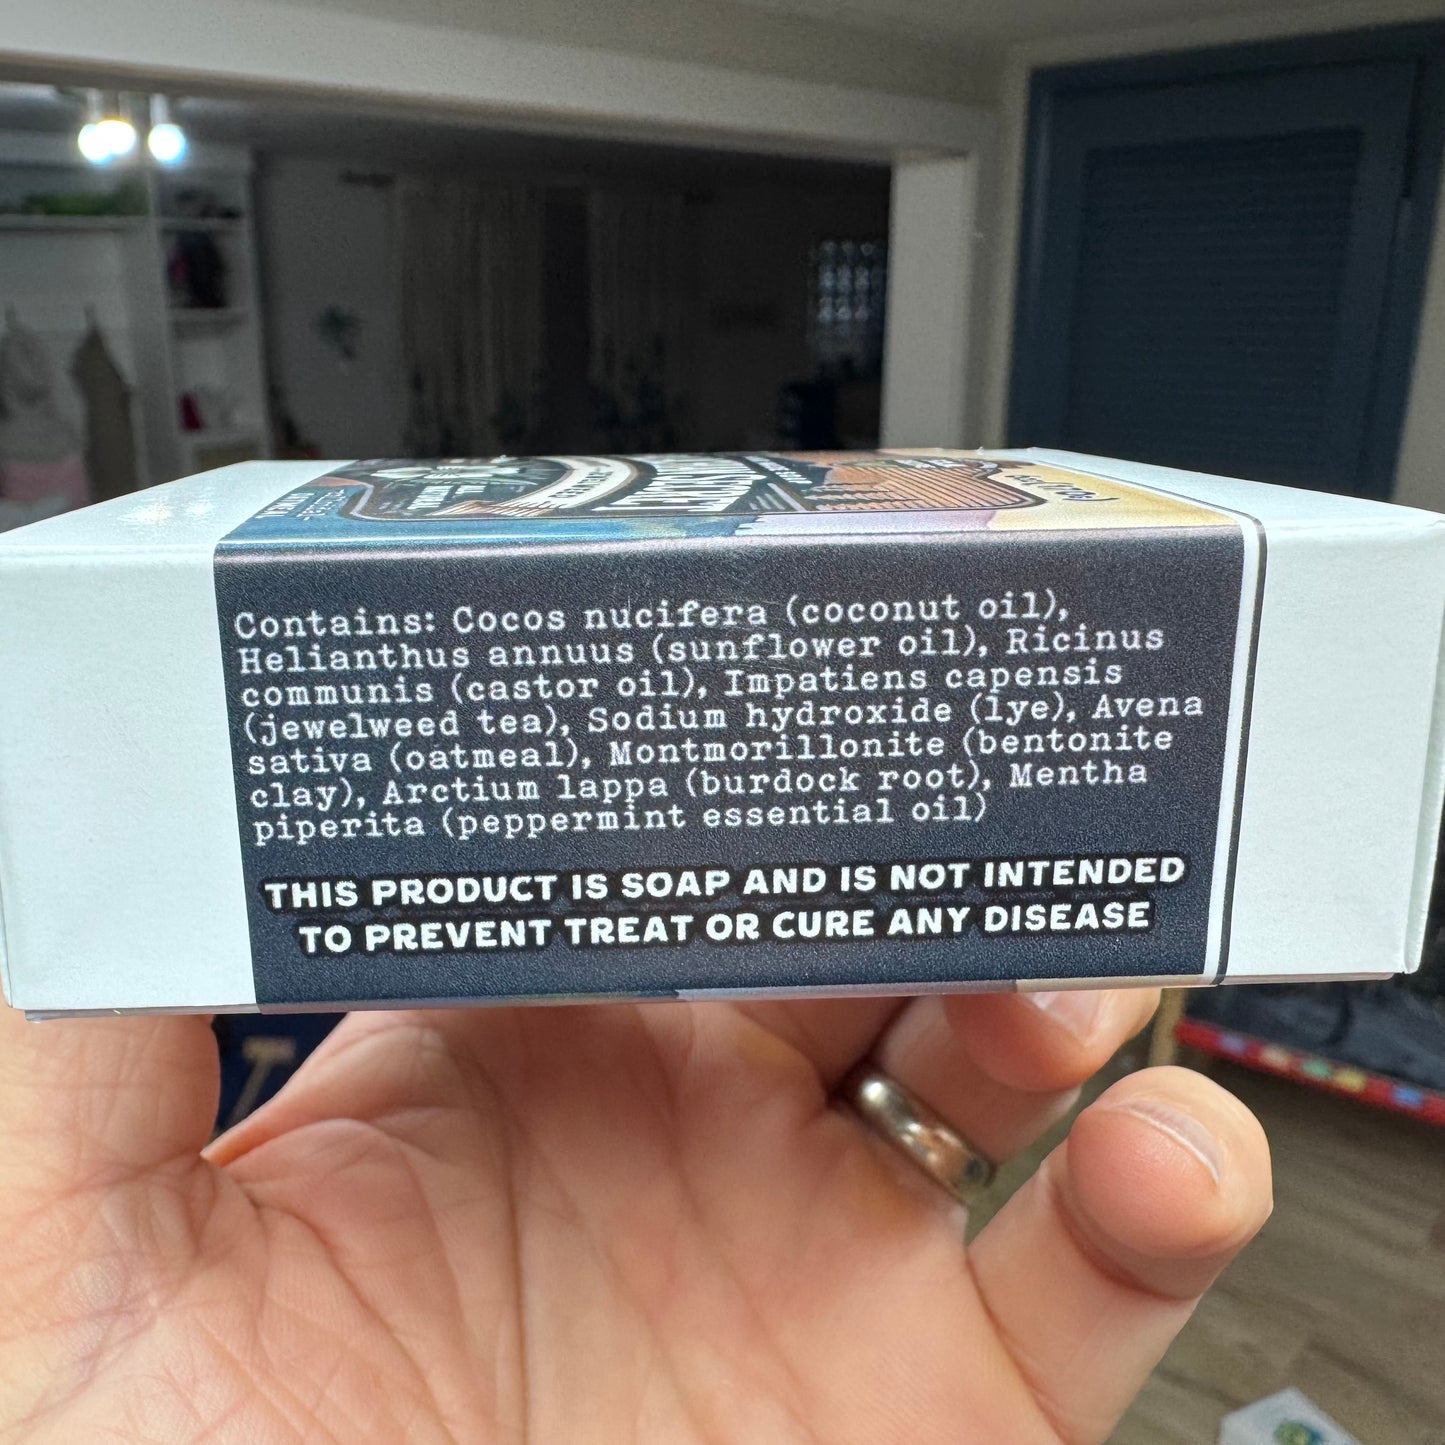 Contains: Cocos nucifera (coconut oil),
Helianthus annuus (sunflower oil), Ricinus
communis (castor oil), Impatiens capensis
(jewelweed tea), Sodium hydroxide (lye), Avena
sativa (oatmeal), Montmorillonite (bentonite
clay), Arctium lappa (burdock root), Mentha
piperita (peppermint essential oil)
THIS PRODUCT IS SOAP AND IS NOT INTENDED
TO PREVENT TREAT OR CURE ANY DISEASE